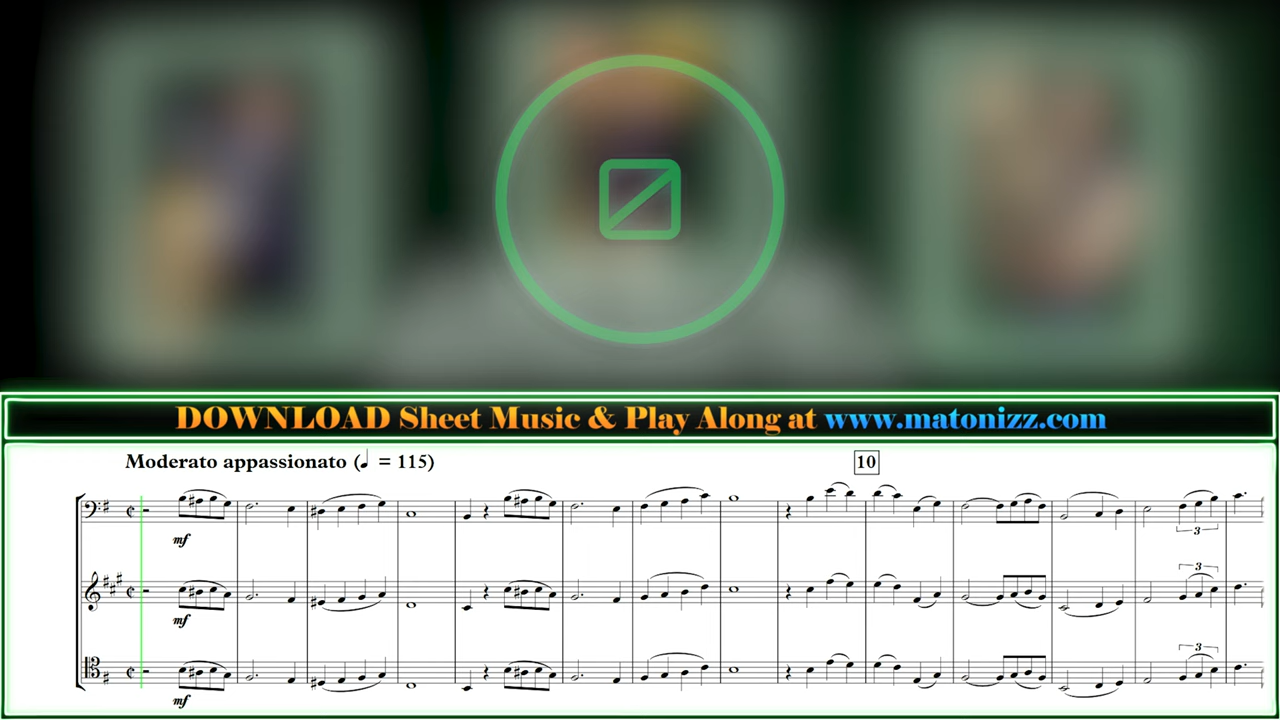 DOWNLOAD Sheet Music & Play Along at www.matonizz.com
Moderato appassionato (♩ = 115)
10
mf
3
mf
3
mf
3